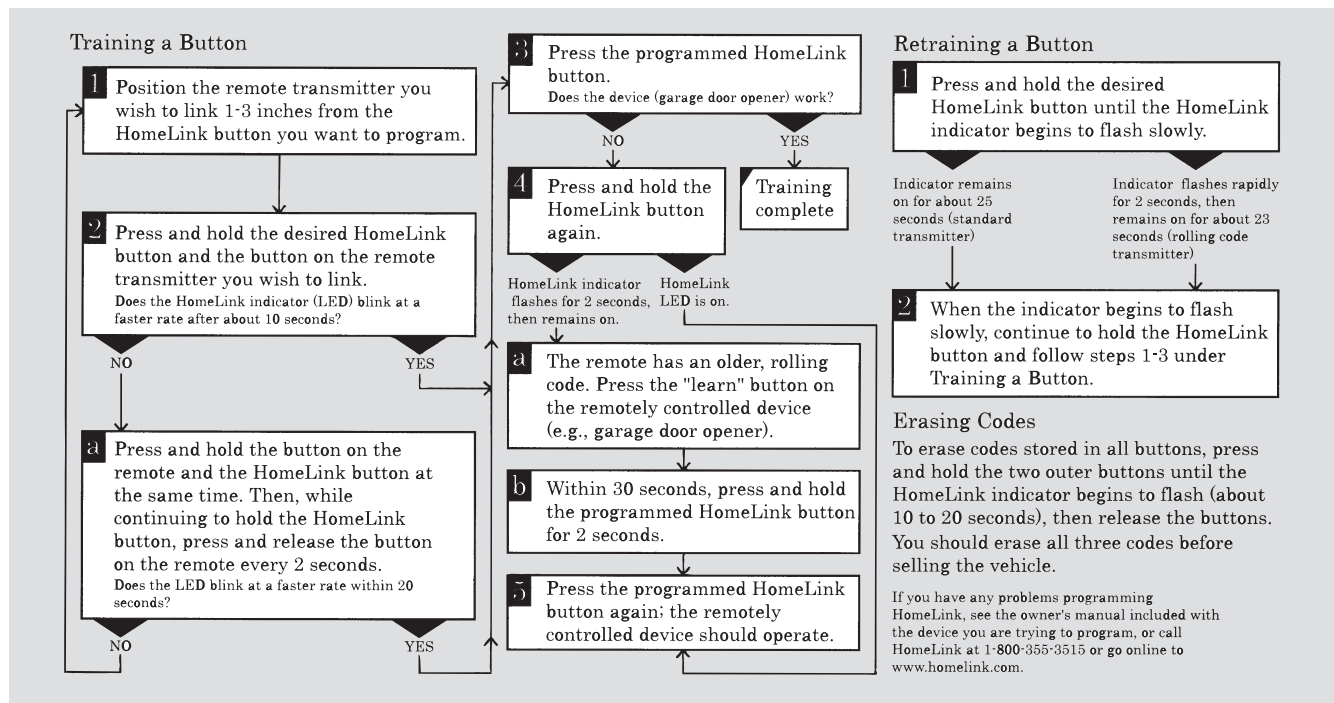 Training a Button
1
Position the remote transmitter you
wish to link 1-3 inches from the
HomeLink button you want to program.
2
Press and hold the desired HomeLink
button and the button on the remote
transmitter you wish to link.
Does the HomeLink indicator (LED) blink at a
faster rate after about 10 seconds?
NO
YES
a
Press and hold the button on the
remote and the HomeLink button at
the same time. Then, while
continuing to hold the HomeLink
button, press and release the button
on the remote every 2 seconds.
Does the LED blink at a faster rate within 20
seconds?
NO
YES
3
Press the programmed HomeLink
button.
Does the device (garage door opener) work?
NO
YES
4
Press and hold the
HomeLink button
again.
Training
complete
HomeLink indicator
flashes for 2 seconds,
then remains on.
HomeLink
LED is on.
a
The remote has an older, rolling
code. Press the "learn" button on
the remotely controlled device
(e.g., garage door opener).
b
Within 30 seconds, press and hold
the programmed HomeLink button
for 2 seconds.
5
Press the programmed HomeLink
button again; the remotely
controlled device should operate.
Retraining a Button
1
Press and hold the desired
HomeLink button until the HomeLink
indicator begins to flash slowly.
Indicator remains
on for about 25
seconds (standard
transmitter)
Indicator flashes rapidly
for 2 seconds, then
remains on for about 23
seconds (rolling code
transmitter)
2
When the indicator begins to flash
slowly, continue to hold the HomeLink
button and follow steps 1-3 under
Training a Button.
Erasing Codes
To erase codes stored in all buttons, press
and hold the two outer buttons until the
HomeLink indicator begins to flash (about
10 to 20 seconds), then release the buttons.
You should erase all three codes before
selling the vehicle.
If you have any problems programming
HomeLink, see the owner's manual included with
the device you are trying to program, or call
HomeLink at 1-800-355-3515 or go online to
www.homelink.com.